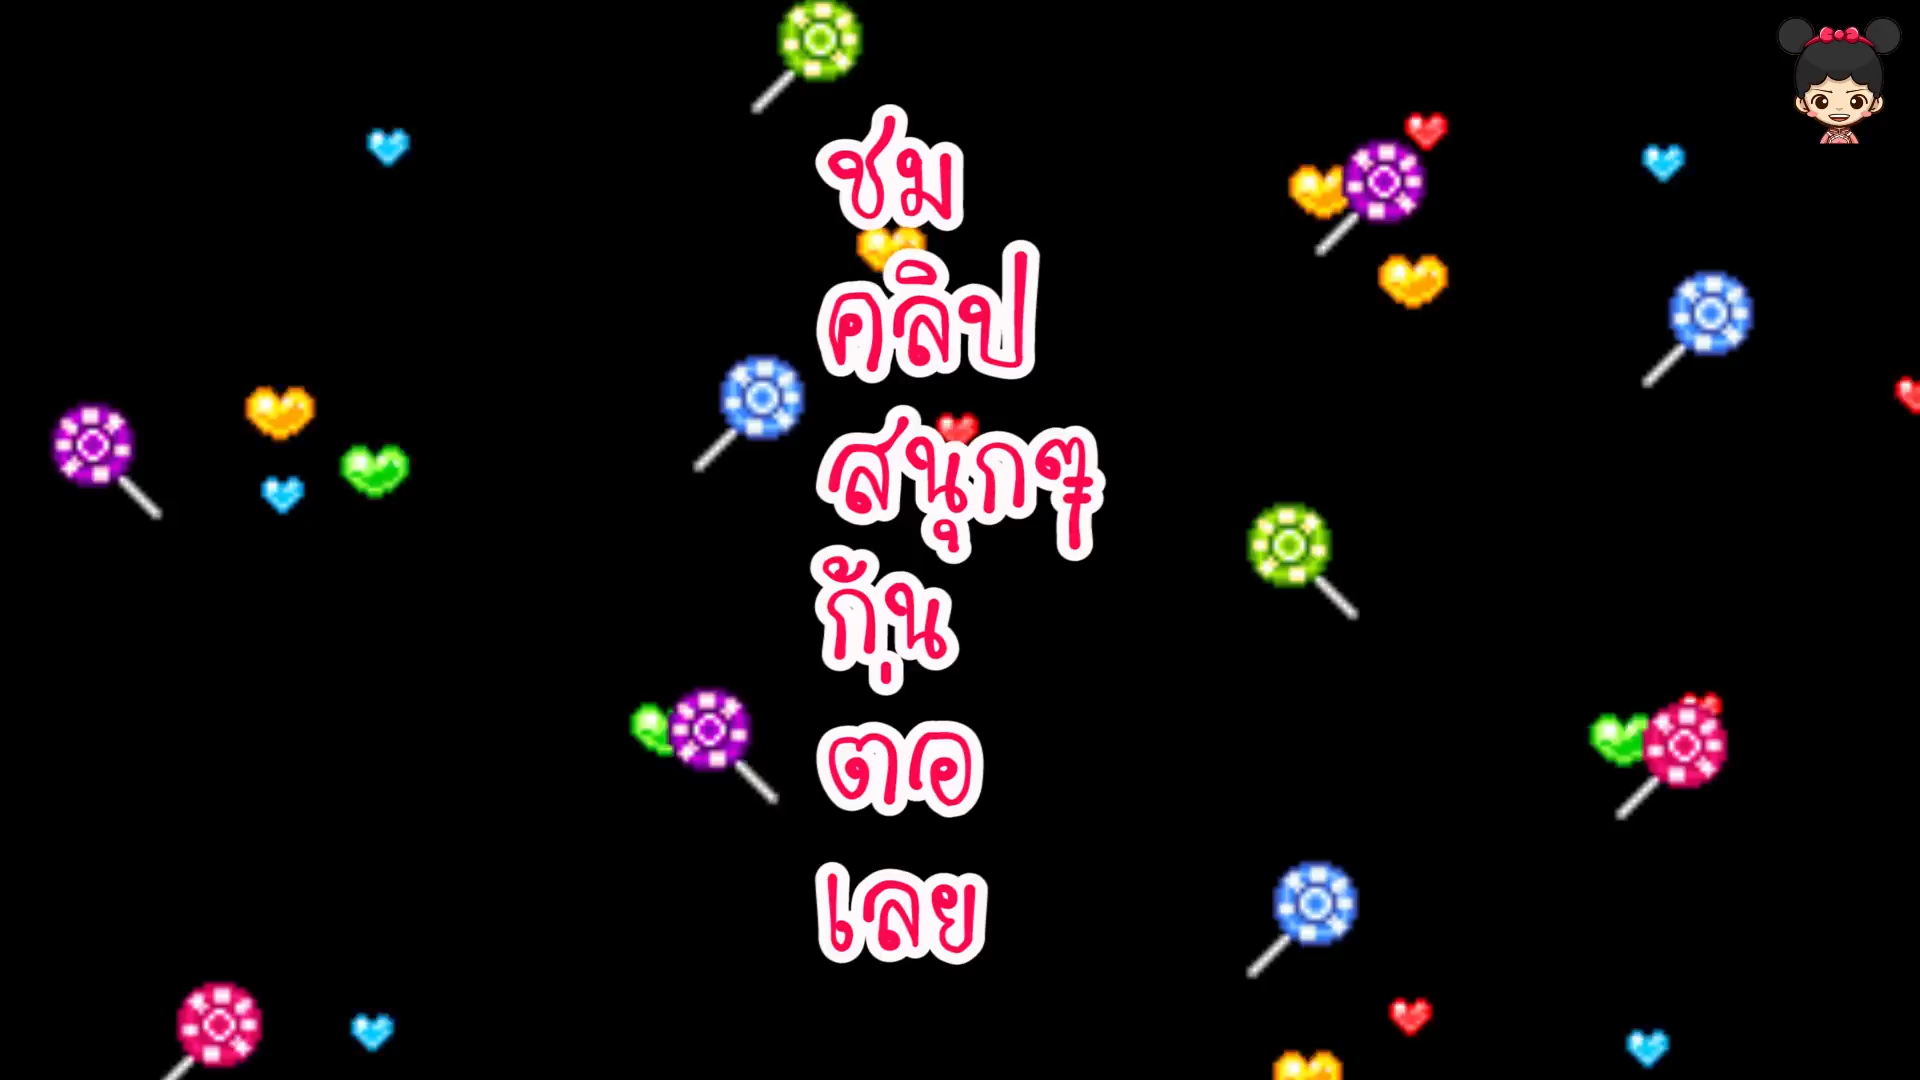 ชม
คลิป
สนุกๆ
กัน
ตอ
เลย